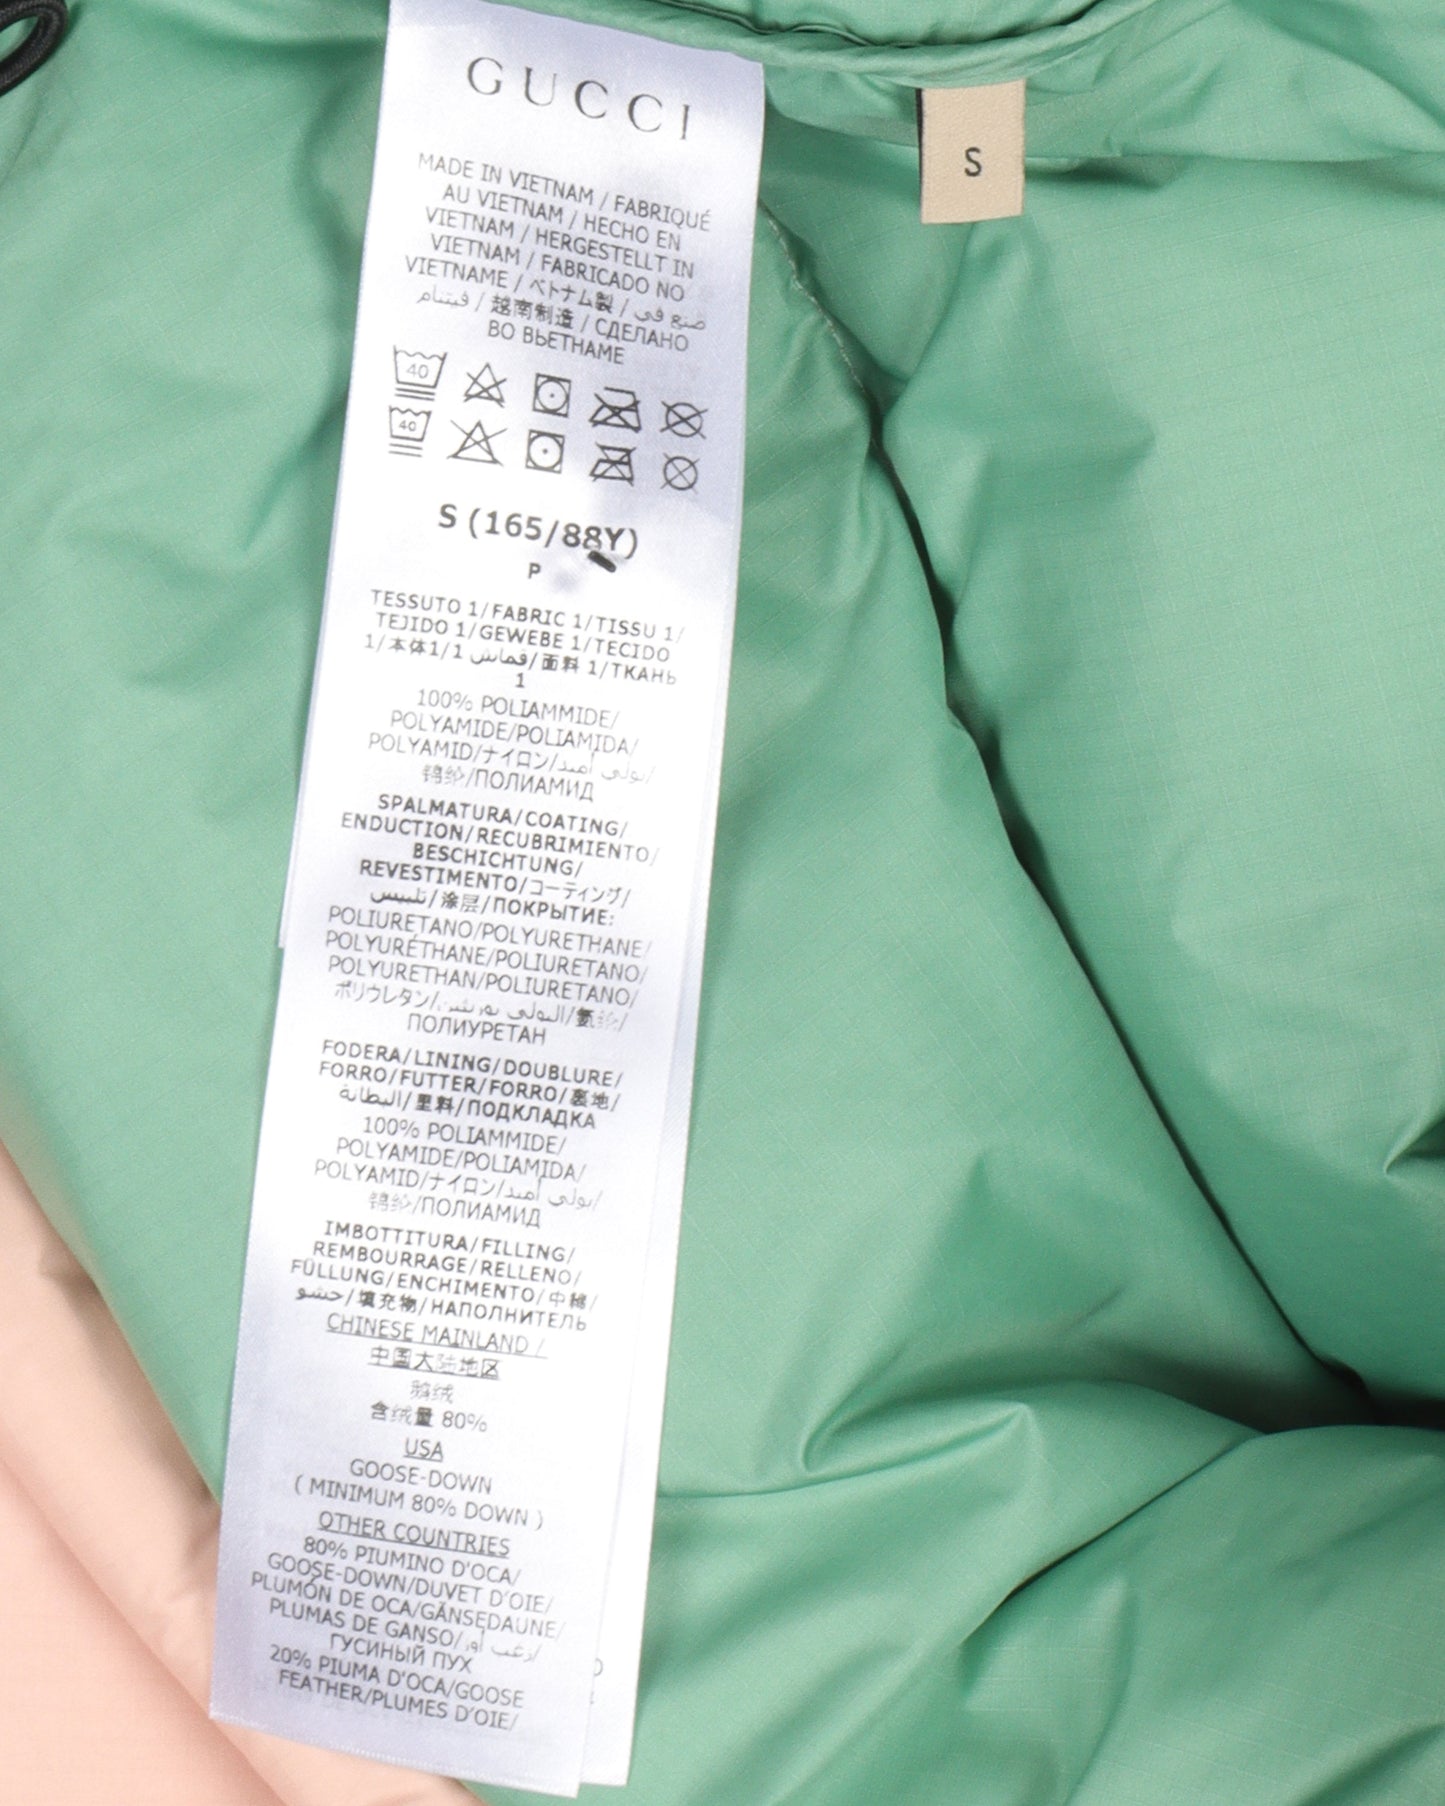 GUCCI
MADE IN VIETNAM / FABRIQUÉ
AU VIETNAM / HECHO EN
VIETNAM / HERGESTELLT IN
VIETNAM / FABRICADO NO
VIETNAME / ベトナム製 / صنع في
فيتنام / 越南制造 / СДЕЛАНО
ВО ВЬЕТНАМЕ
40
40
S (165/88Y)
P
TESSUTO 1/FABRIC 1/TISSU 1/
TEJIDO 1/GEWEBE 1/TECIDO
1/本体1/1 قماش/面料 1/ТКАНЬ
1
100% POLIAMMIDE/
POLYAMIDE/POLIAMIDA/
POLYAMID/ナイロン/بولي أميد/
锦纶/ПОЛИАМИД
SPALMATURA/COATING/
ENDUCTION/RECUBRIMIENTO/
BESCHICHTUNG/
REVESTIMENTO/コーティング/
تلبيس/涂层/ПОКРЫТИЕ:
POLIURETANO/POLYURETHANE/
POLYURÉTHANE/POLIURETANO/
POLYURETHAN/POLIURETANO/
ポリウレタン/البولي يوريثين/氨纶/
ПОЛИУРЕТАН
FODERA/LINING/DOUBLURE/
FORRO/FUTTER/FORRO/裏地/
البطانة/里料/ПОДКЛАДКА
100% POLIAMMIDE/
POLYAMIDE/POLIAMIDA/
POLYAMID/ナイロン/بولي أميد/
锦纶/ПОЛИАМИД
IMBOTTITURA/FILLING/
REMBOURRAGE/RELLENO/
FÜLLUNG/ENCHIMENTO/中綿/
حشو/填充物/НАПОЛНИТЕЛЬ
CHINESE MAINLAND /
中国大陆地区
鹅绒
含绒量 80%
USA
GOOSE-DOWN
( MINIMUM 80% DOWN )
OTHER COUNTRIES
80% PIUMINO D'OCA/
GOOSE-DOWN/DUVET D'OIE/
PLUMÓN DE OCA/GÄNSEDAUNE/
PLUMAS DE GANSO/زغب أوز/
ГУСИНЫЙ ПУХ
20% PIUMA D'OCA/GOOSE
FEATHER/PLUMES D'OIE/
S